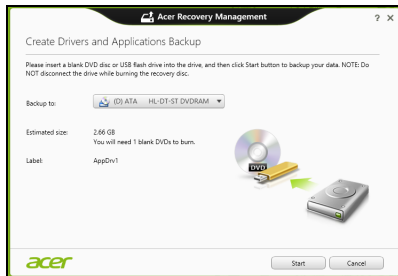 Acer Recovery Management
? ×
Create Drivers and Applications Backup
Please insert a blank DVD disc or USB flash drive into the drive, and then click Start button to backup your data. NOTE: Do
NOT disconnect the drive while burning the recovery disc.
Backup to: (D) ATA HL-DT-ST DVDRAM
Estimated size: 2.66 GB
You will need 1 blank DVDs to burn.
Label: AppDrv1
DVD
acer Start Cancel